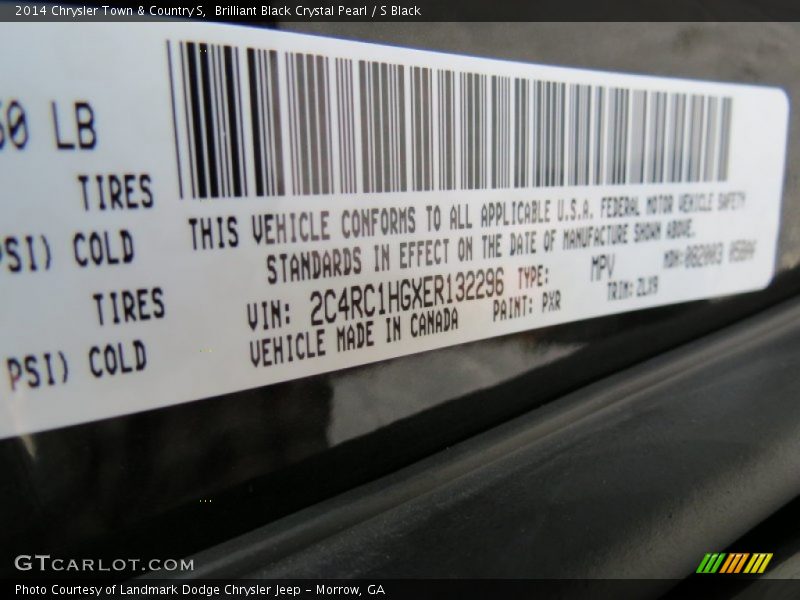 2014 Chrysler Town & Country S, Brilliant Black Crystal Pearl / S Black
50 LB
TIRES
PSI) COLD
TIRES
PSI) COLD
THIS VEHICLE CONFORMS TO ALL APPLICABLE U.S.A. FEDERAL MOTOR VEHICLE SAFETY
STANDARDS IN EFFECT ON THE DATE OF MANUFACTURE SHOWN ABOVE.
VIN: 2C4RC1HGXER132296 TYPE: MPV MDH:
VEHICLE MADE IN CANADA PAINT: PXR TRIM:
GTCARLOT.COM
Photo Courtesy of Landmark Dodge Chrysler Jeep - Morrow, GA